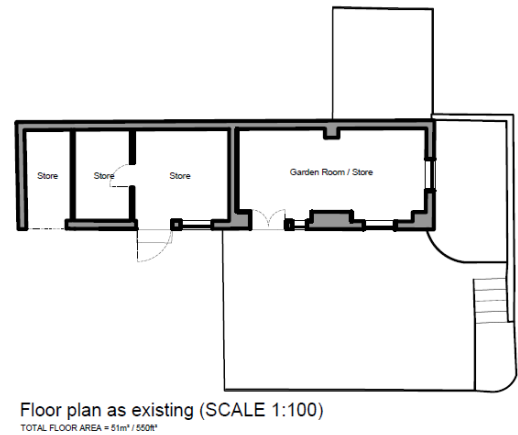 Store
Store
Store
Garden Room / Store
Floor plan as existing (SCALE 1:100)
TOTAL FLOOR AREA = 51m² / 550ft²